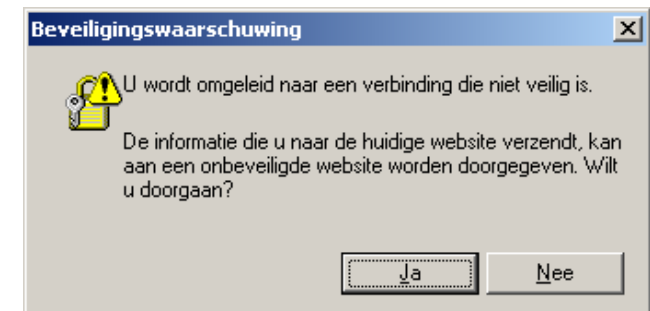 Beveiligingswaarschuwing
U wordt omgeleid naar een verbinding die niet veilig is.
De informatie die u naar de huidige website verzendt, kan
aan een onbeveiligde website worden doorgegeven. Wilt
u doorgaan?
Ja
Nee